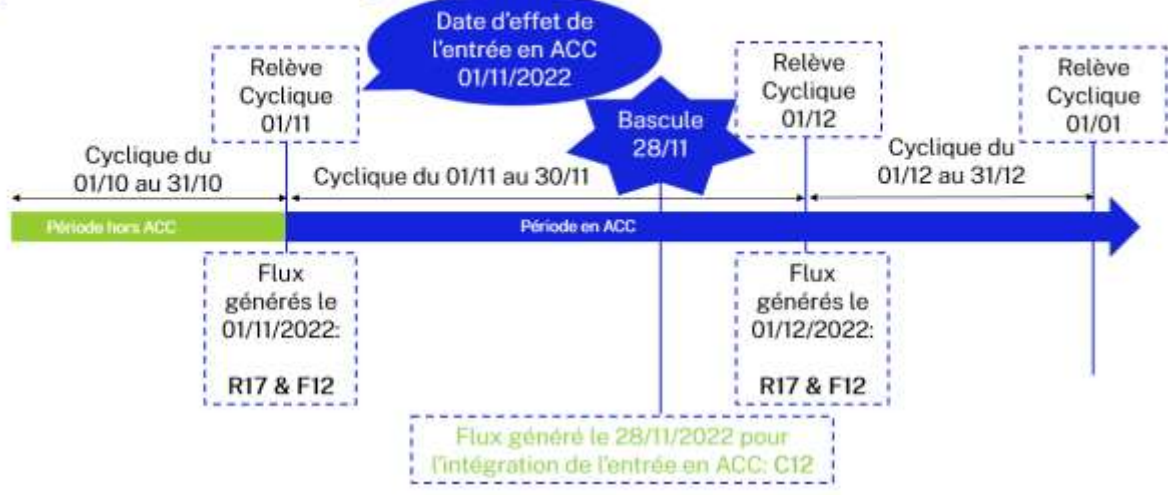 Date d'effet de
l'entrée en ACC
01/11/2022
Relève
Cyclique
01/11
Bascule
28/11
Relève
Cyclique
01/12
Relève
Cyclique
01/01
Cyclique du
01/10 au 31/10
Cyclique du 01/11 au 30/11
Cyclique du
01/12 au 31/12
Période hors ACC
Période en ACC
Flux
générés le
01/11/2022:
R17 & F12
Flux
générés le
01/12/2022:
R17 & F12
Flux généré le 28/11/2022 pour
l'intégration de l'entrée en ACC: C12